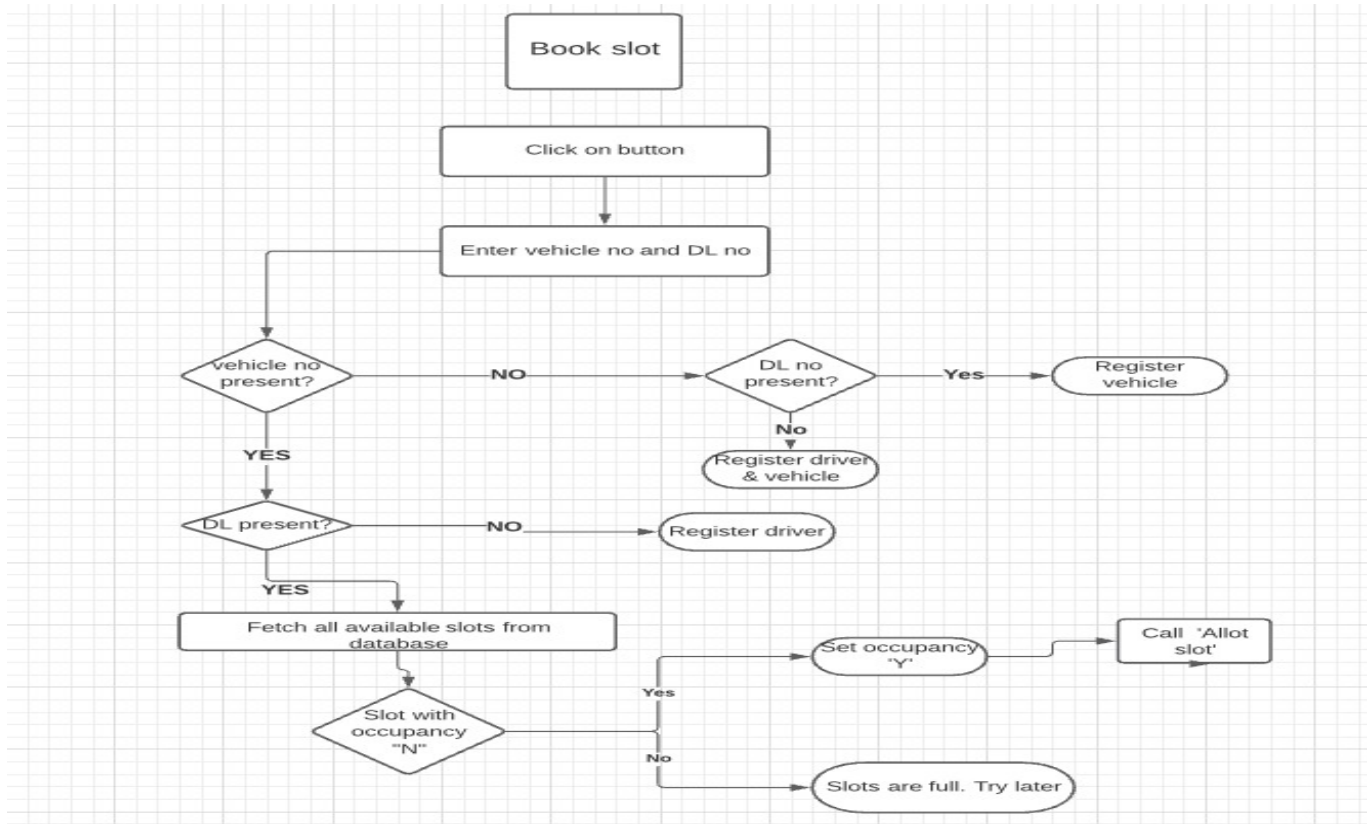 Book slot
Click on button
Enter vehicle no and DL no
vehicle no
present?
NO
DL no
present?
Yes
Register
vehicle
No
Register driver
& vehicle
YES
DL present?
NO
Register driver
YES
Fetch all available slots from
database
Slot with
occupancy
"N"
Yes
Set occupancy
'Y'
Call 'Allot
slot'
No
Slots are full. Try later